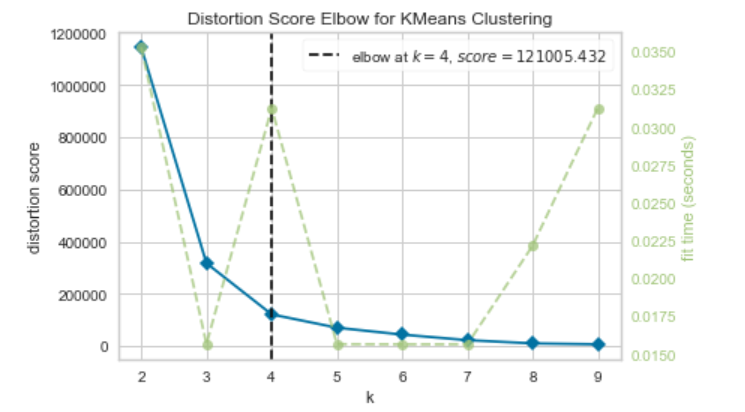 Distortion Score Elbow for KMeans Clustering
elbow at k = 4, score = 121005.432
distortion score
1200000
1000000
800000
600000
400000
200000
0
0.0350
0.0325
0.0300
0.0275
0.0250
0.0225
0.0200
0.0175
0.0150
fit time (seconds)
2 3 4 5 6 7 8 9
k